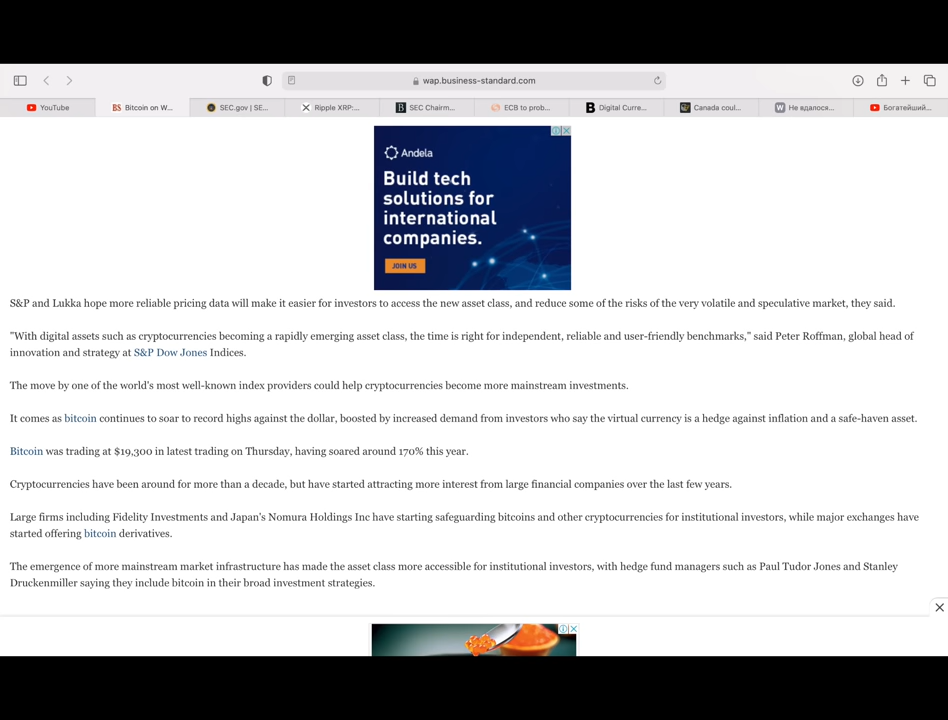 wap.business-standard.com
YouTube
BS Bitcoin on W...
SEC.gov | SE...
Ripple XRP:...
SEC Chairm...
ECB to prob...
Digital Curre...
Canada coul...
W Не вдалося...
Богатейший...
Andela
Build tech
solutions for
international
companies.
JOIN US
S&P and Lukka hope more reliable pricing data will make it easier for investors to access the new asset class, and reduce some of the risks of the very volatile and speculative market, they said.
"With digital assets such as cryptocurrencies becoming a rapidly emerging asset class, the time is right for independent, reliable and user-friendly benchmarks," said Peter Roffman, global head of
innovation and strategy at S&P Dow Jones Indices.
The move by one of the world's most well-known index providers could help cryptocurrencies become more mainstream investments.
It comes as bitcoin continues to soar to record highs against the dollar, boosted by increased demand from investors who say the virtual currency is a hedge against inflation and a safe-haven asset.
Bitcoin was trading at $19,300 in latest trading on Thursday, having soared around 170% this year.
Cryptocurrencies have been around for more than a decade, but have started attracting more interest from large financial companies over the last few years.
Large firms including Fidelity Investments and Japan's Nomura Holdings Inc have starting safeguarding bitcoins and other cryptocurrencies for institutional investors, while major exchanges have
started offering bitcoin derivatives.
The emergence of more mainstream market infrastructure has made the asset class more accessible for institutional investors, with hedge fund managers such as Paul Tudor Jones and Stanley
Druckenmiller saying they include bitcoin in their broad investment strategies.